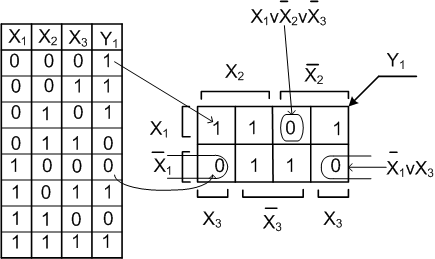 X₁ X₂ X₃ Y₁
0 0 0 1
0 0 1 1
0 1 0 1
0 1 1 0
1 0 0 0
1 0 1 1
1 1 0 0
1 1 1 1
X₁vX̅₂vX̅₃
X₂ X̅₂ Y₁
X₁ 1 1 0 1
X̅₁ 0 1 1 0 X̅₁vX₃
X₃ X̅₃ X₃